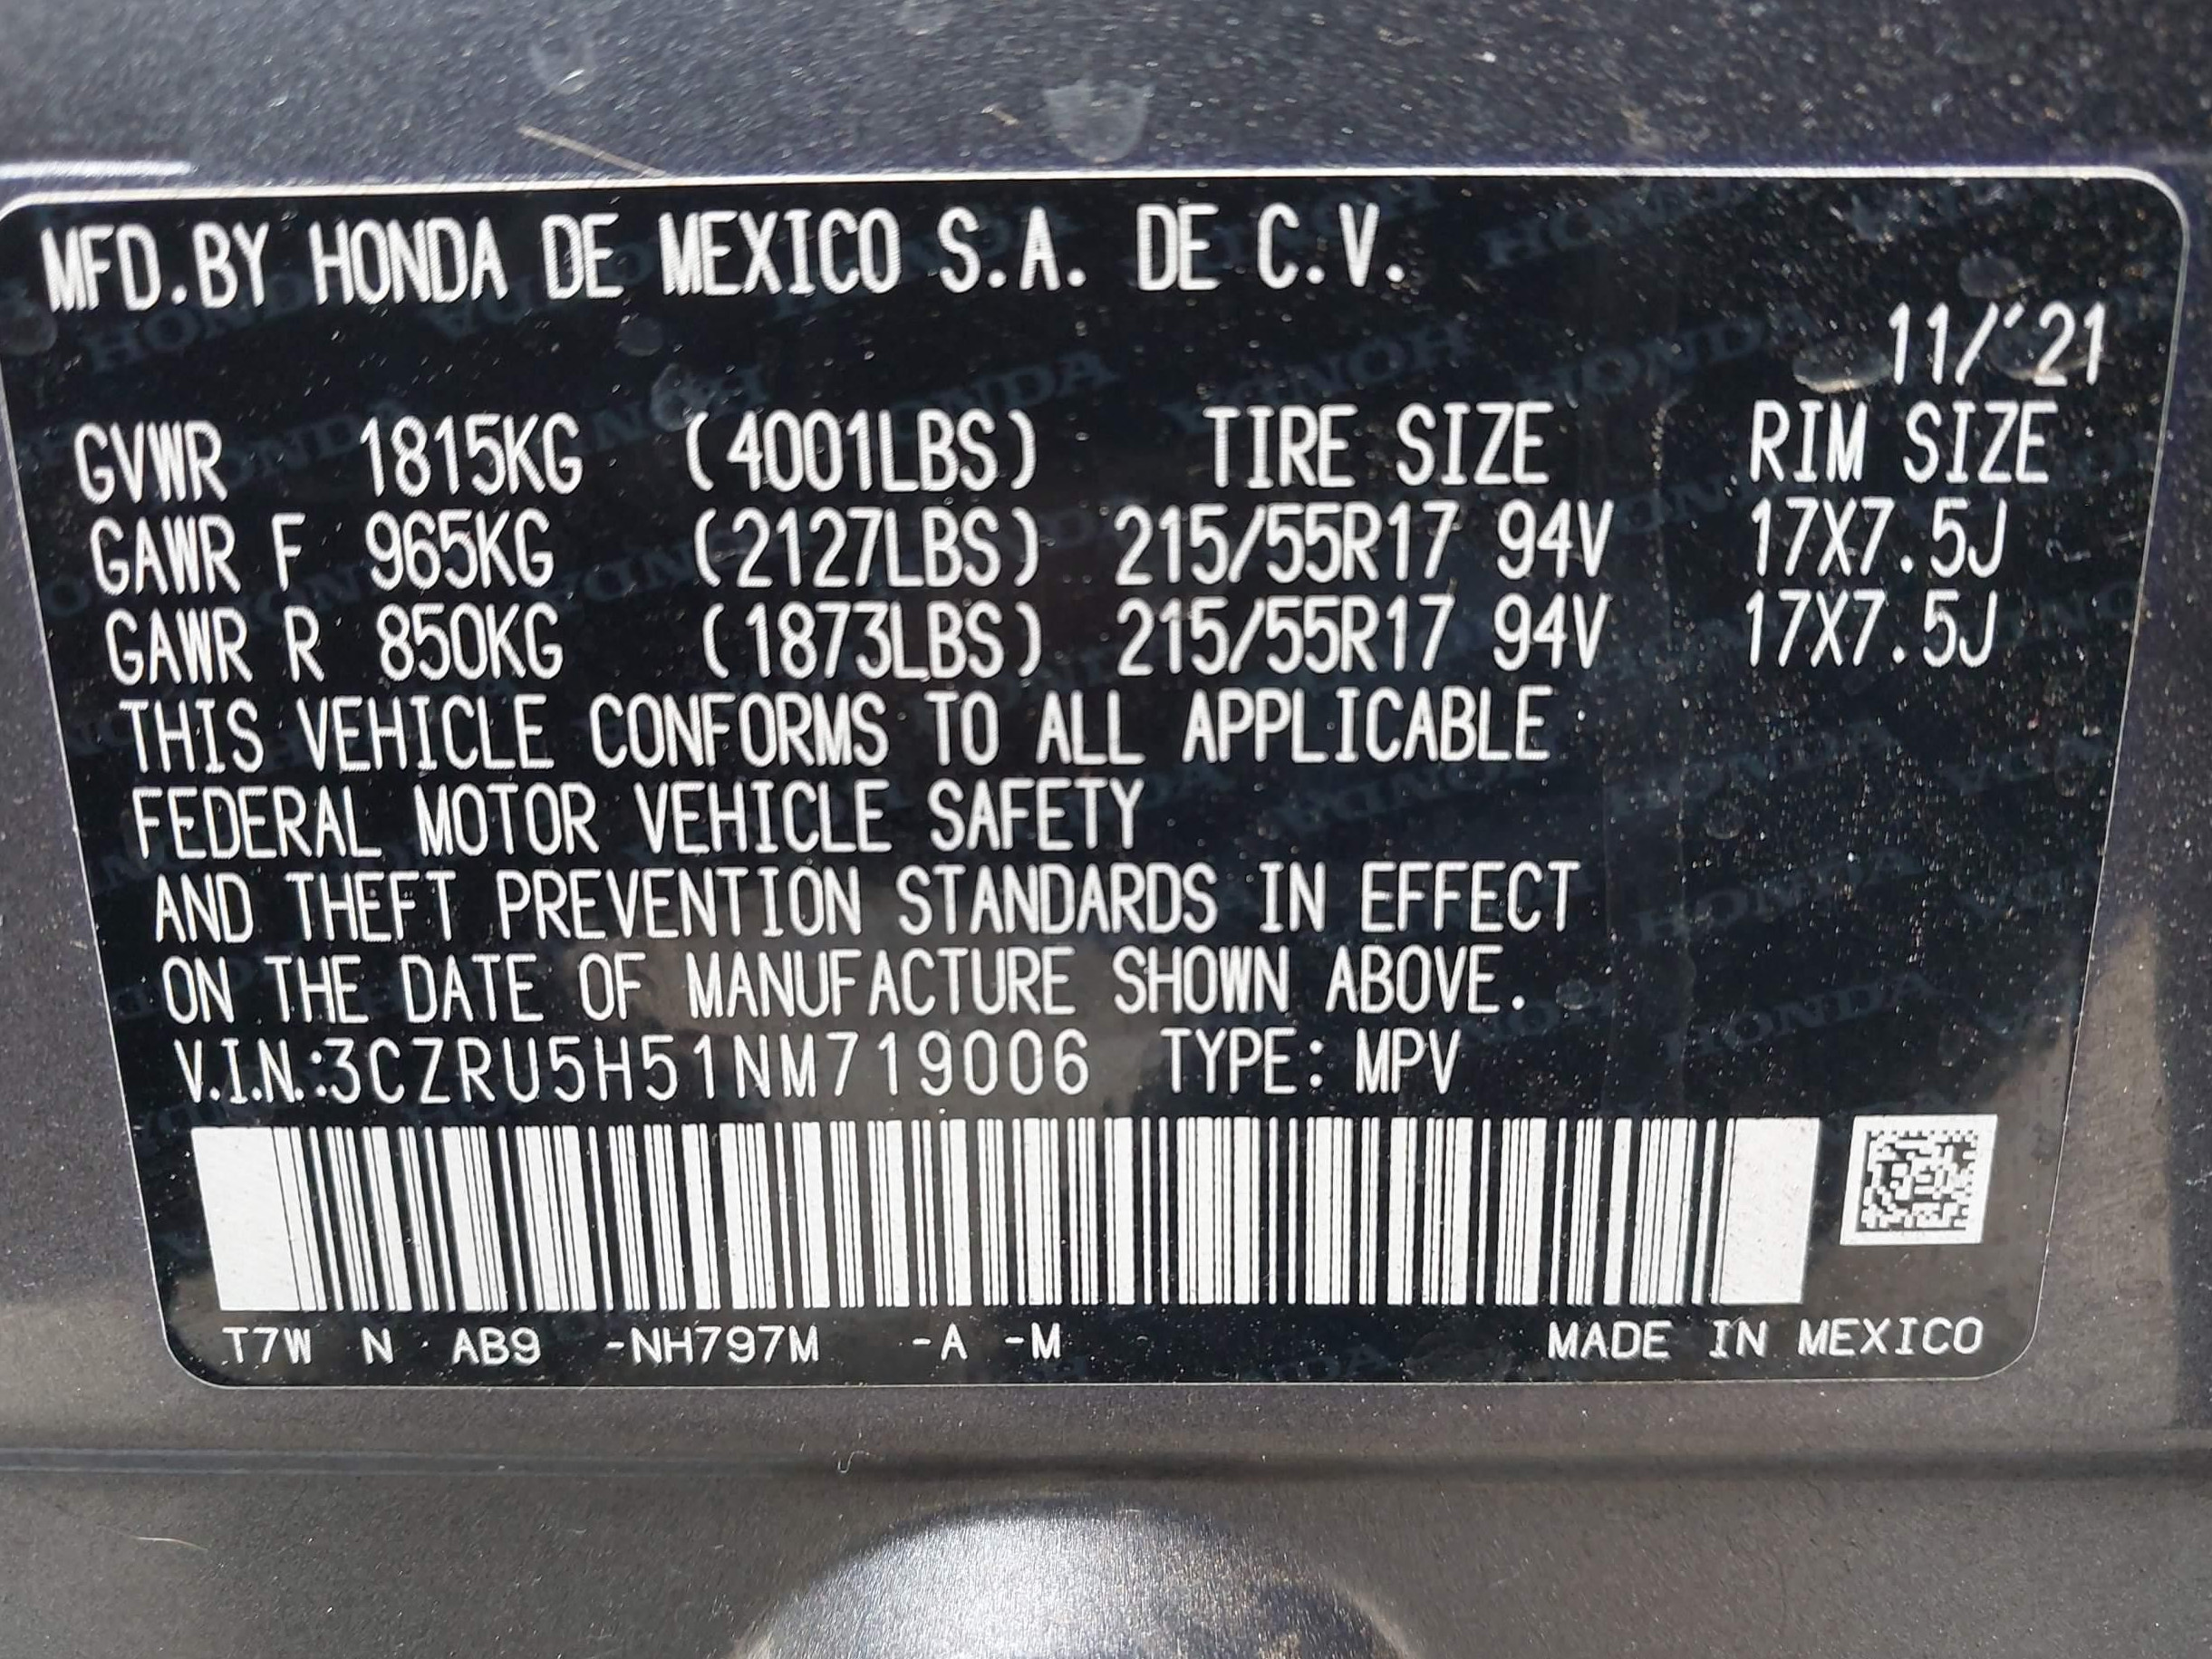 MFD.BY HONDA DE MEXICO S.A. DE C.V.
11/'21
GVWR 1815KG (4001LBS) TIRE SIZE RIM SIZE
GAWR F 965KG (2127LBS) 215/55R17 94V 17X7.5J
GAWR R 850KG (1873LBS) 215/55R17 94V 17X7.5J
THIS VEHICLE CONFORMS TO ALL APPLICABLE
FEDERAL MOTOR VEHICLE SAFETY
AND THEFT PREVENTION STANDARDS IN EFFECT
ON THE DATE OF MANUFACTURE SHOWN ABOVE.
V.I.N.:3CZRU5H51NM719006 TYPE: MPV
T7W N AB9 -NH797M -A -M MADE IN MEXICO